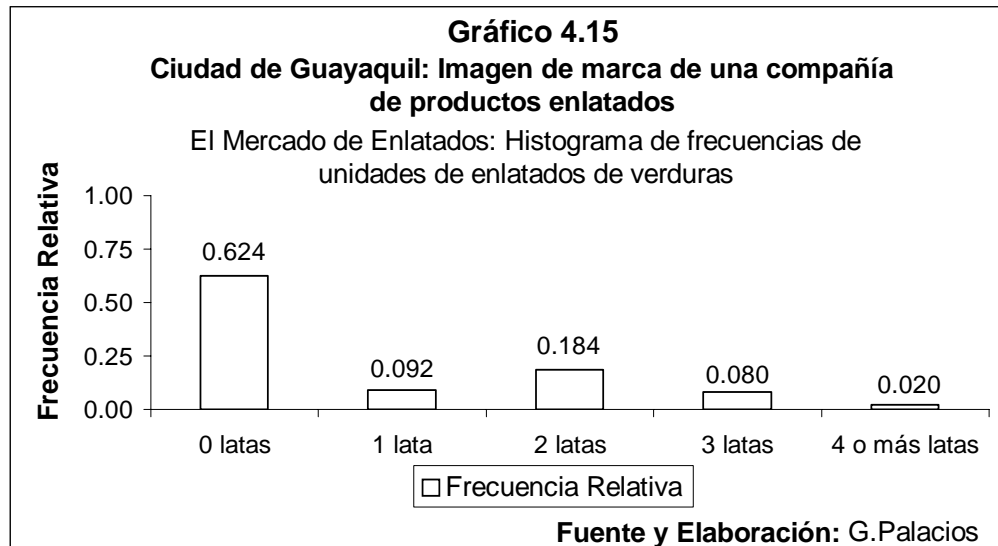 Gráfico 4.15
Ciudad de Guayaquil: Imagen de marca de una compañía
de productos enlatados
El Mercado de Enlatados: Histograma de frecuencias de
unidades de enlatados de verduras
Frecuencia Relativa
1.00
0.75
0.50
0.25
0.00
0.624
0.092
0.184
0.080
0.020
0 latas
1 lata
2 latas
3 latas
4 o más latas
Frecuencia Relativa
Fuente y Elaboración: G.Palacios